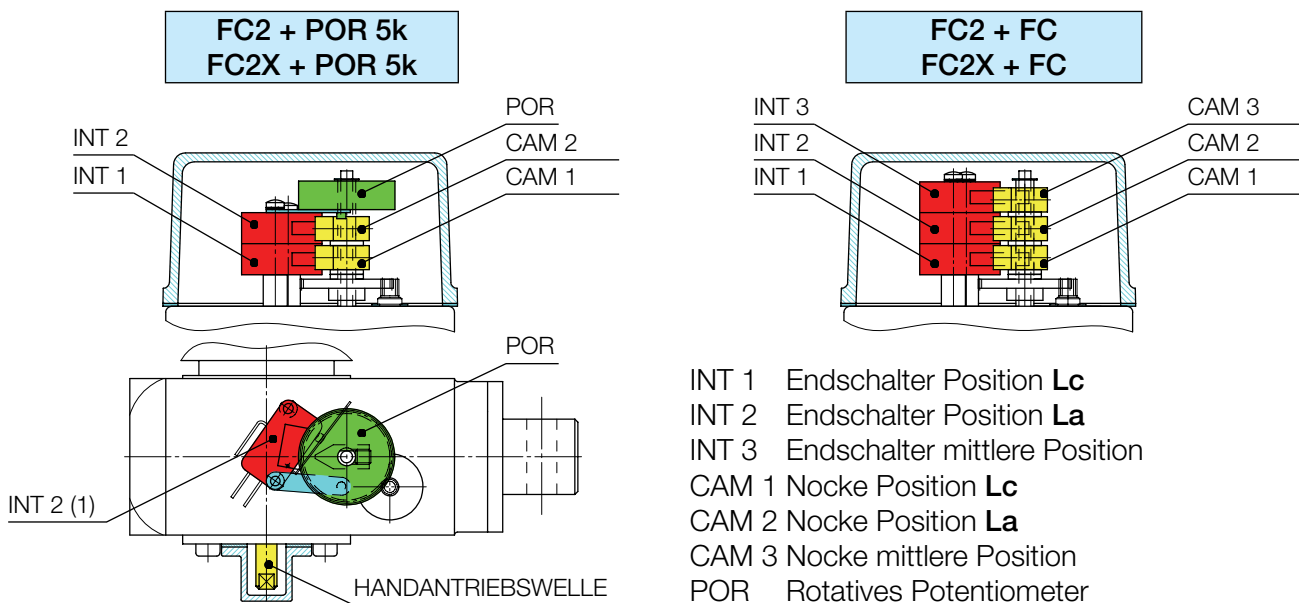 FC2 + POR 5k
FC2X + POR 5k
POR
INT 2
CAM 2
INT 1
CAM 1
POR
INT 2 (1)
HANDANTRIEBSWELLE
FC2 + FC
FC2X + FC
INT 3
CAM 3
INT 2
CAM 2
INT 1
CAM 1
INT 1 Endschalter Position Lc
INT 2 Endschalter Position La
INT 3 Endschalter mittlere Position
CAM 1 Nocke Position Lc
CAM 2 Nocke Position La
CAM 3 Nocke mittlere Position
POR Rotatives Potentiometer